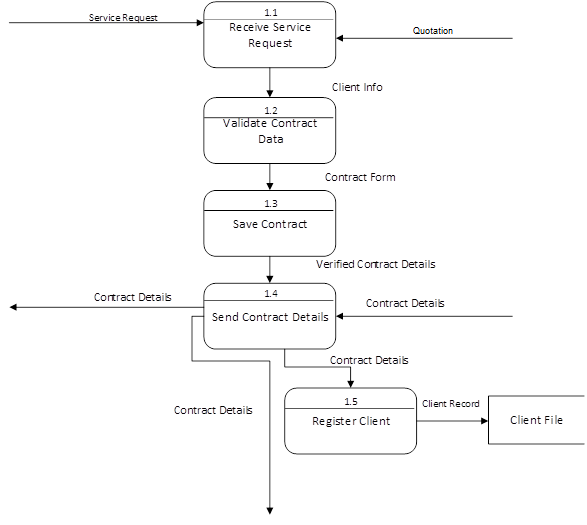 1.1
Service Request
Receive Service
Request
Quotation
Client Info
1.2
Validate Contract
Data
Contract Form
1.3
Save Contract
Verified Contract Details
1.4
Contract Details
Contract Details
Send Contract Details
Contract Details
1.5
Client Record
Contract Details
Register Client
Client File